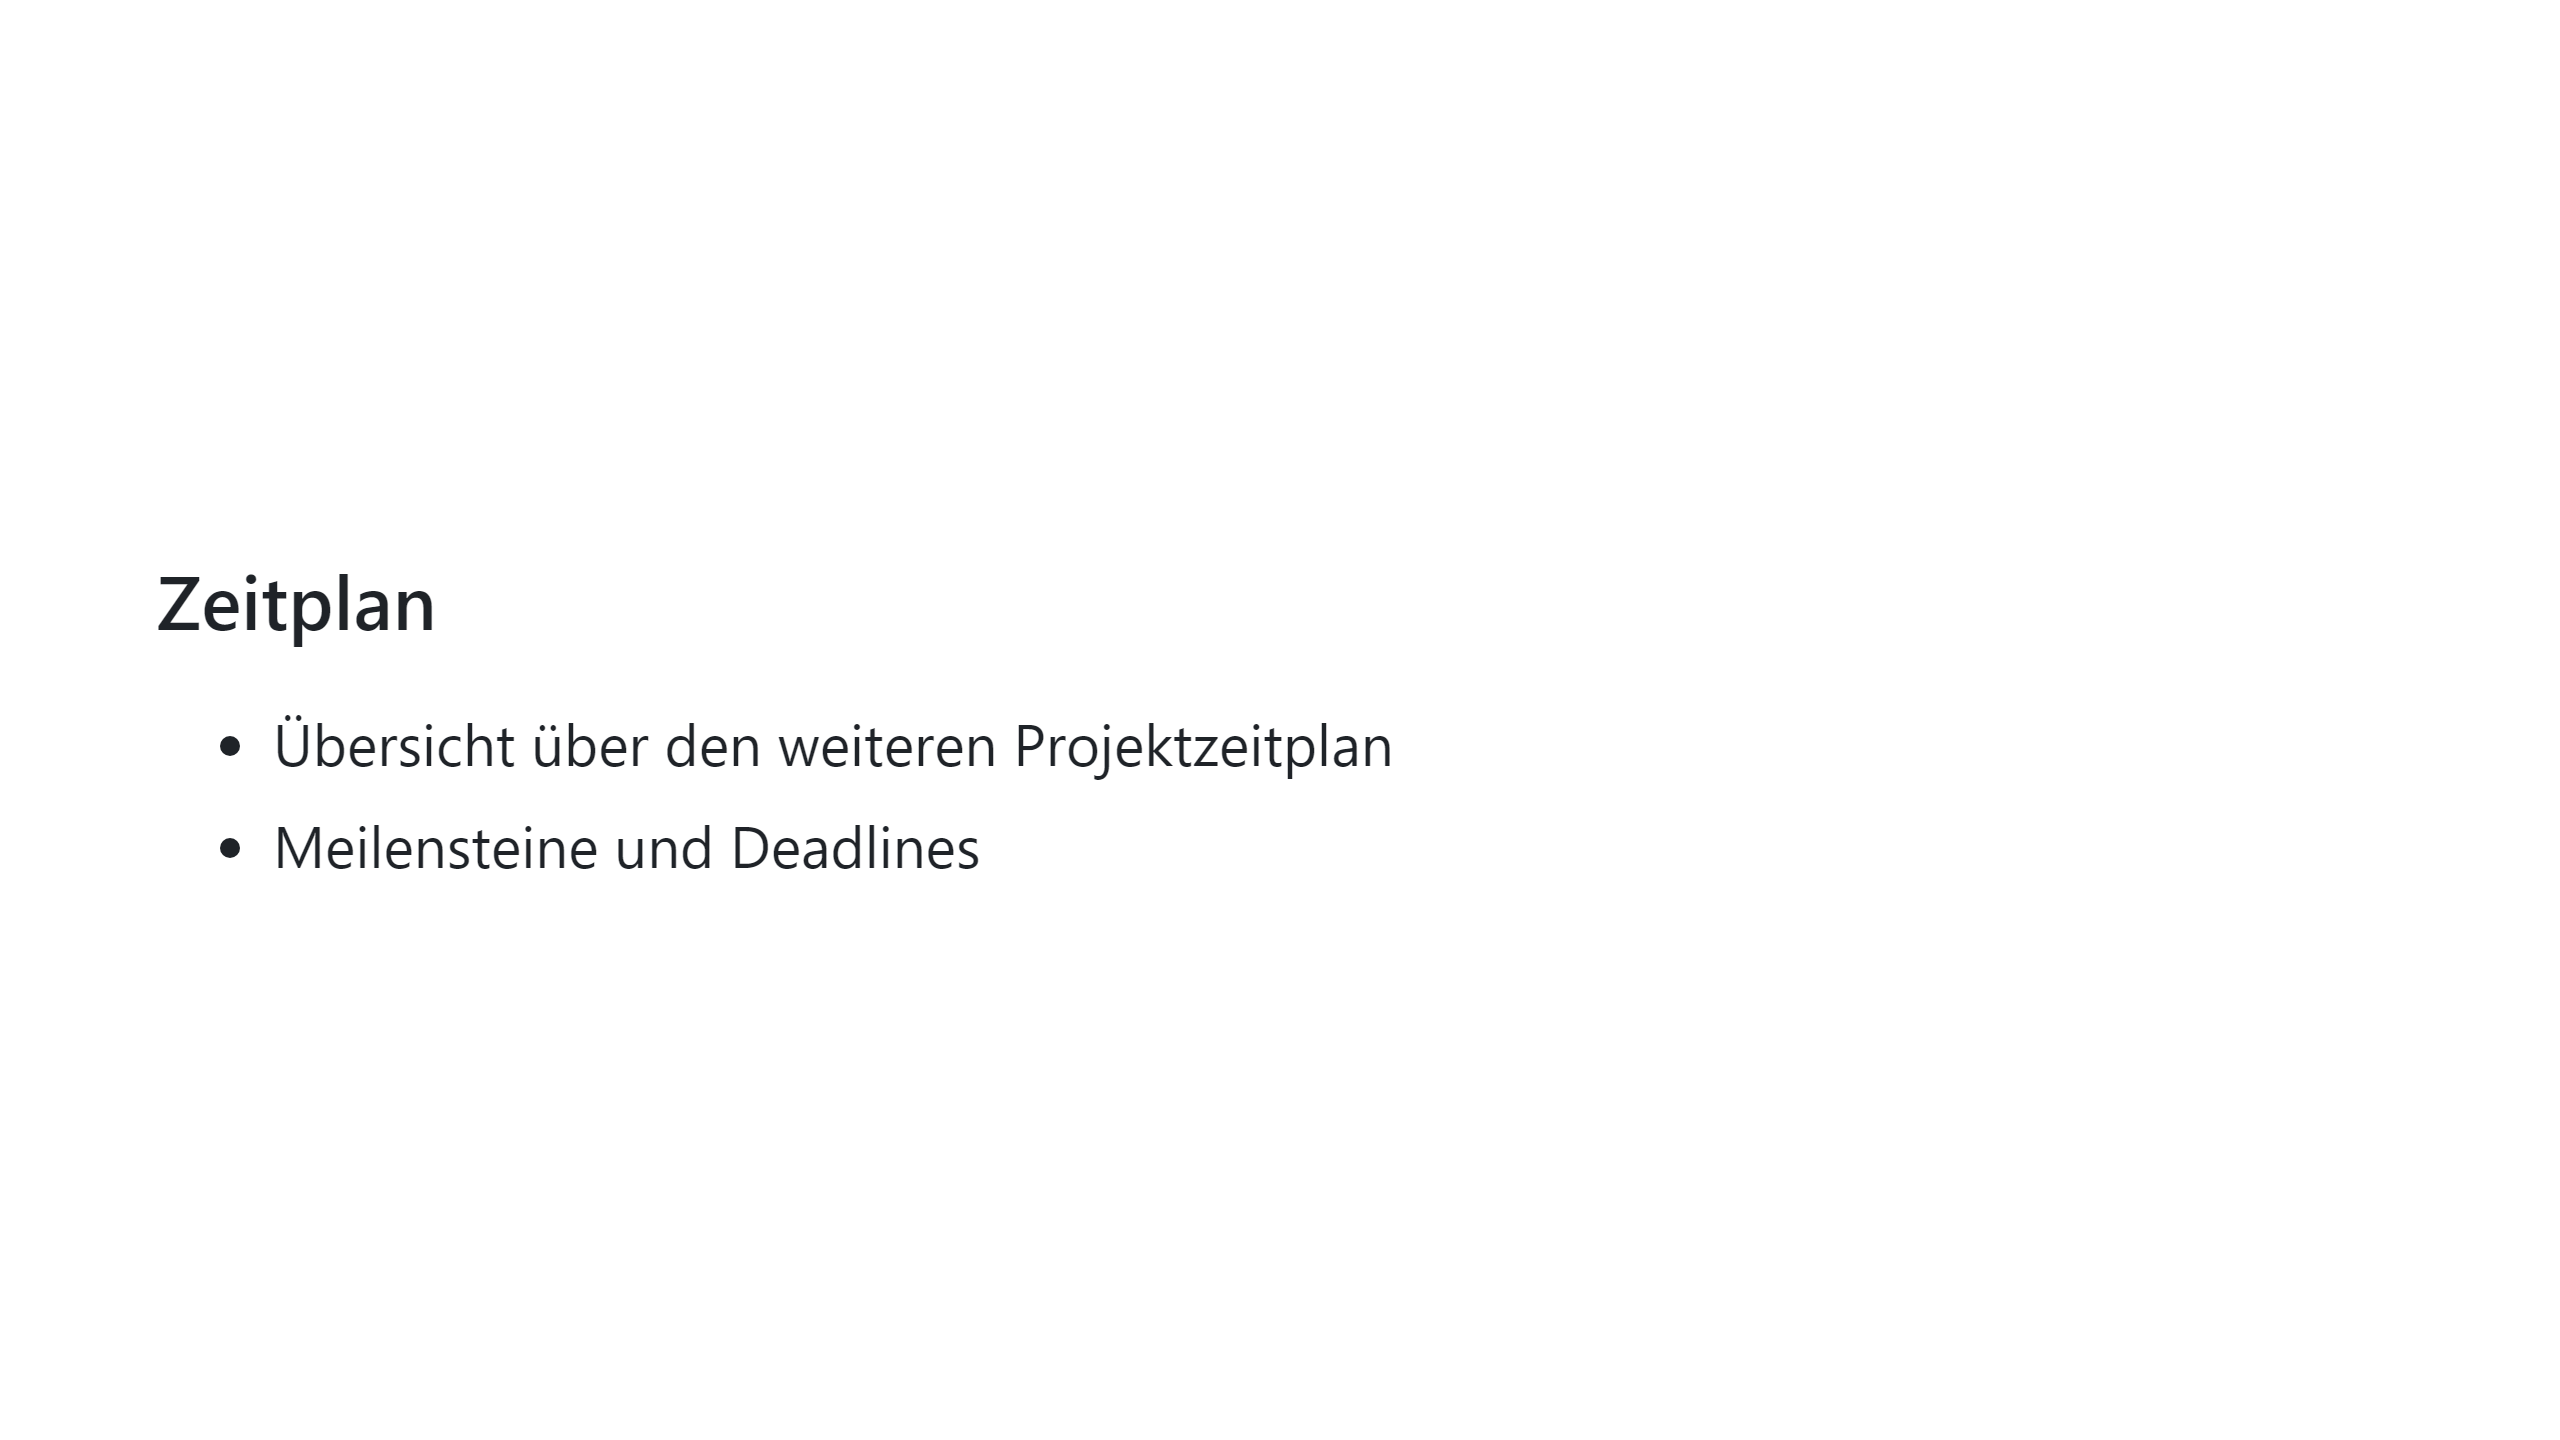 Zeitplan
• Übersicht über den weiteren Projektzeitplan
• Meilensteine und Deadlines